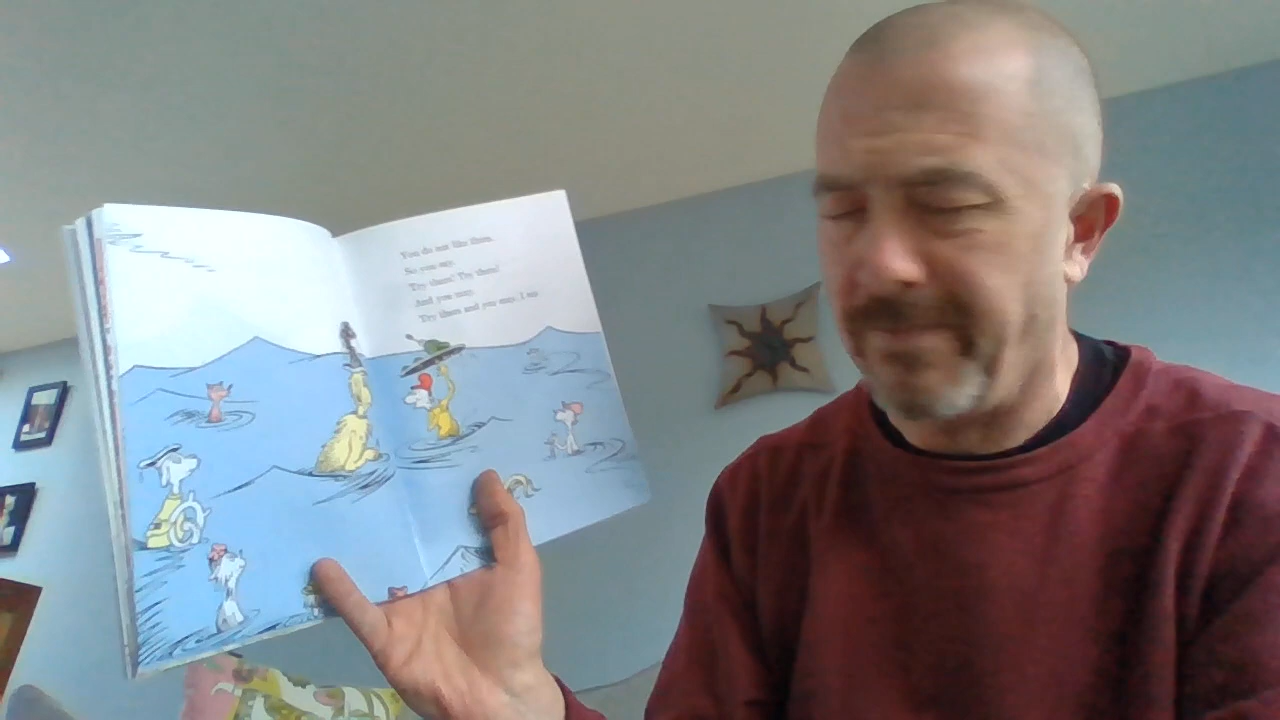 You do not like them.
So you say.
Try them! Try them!
And you may.
Try them and you may, I say.